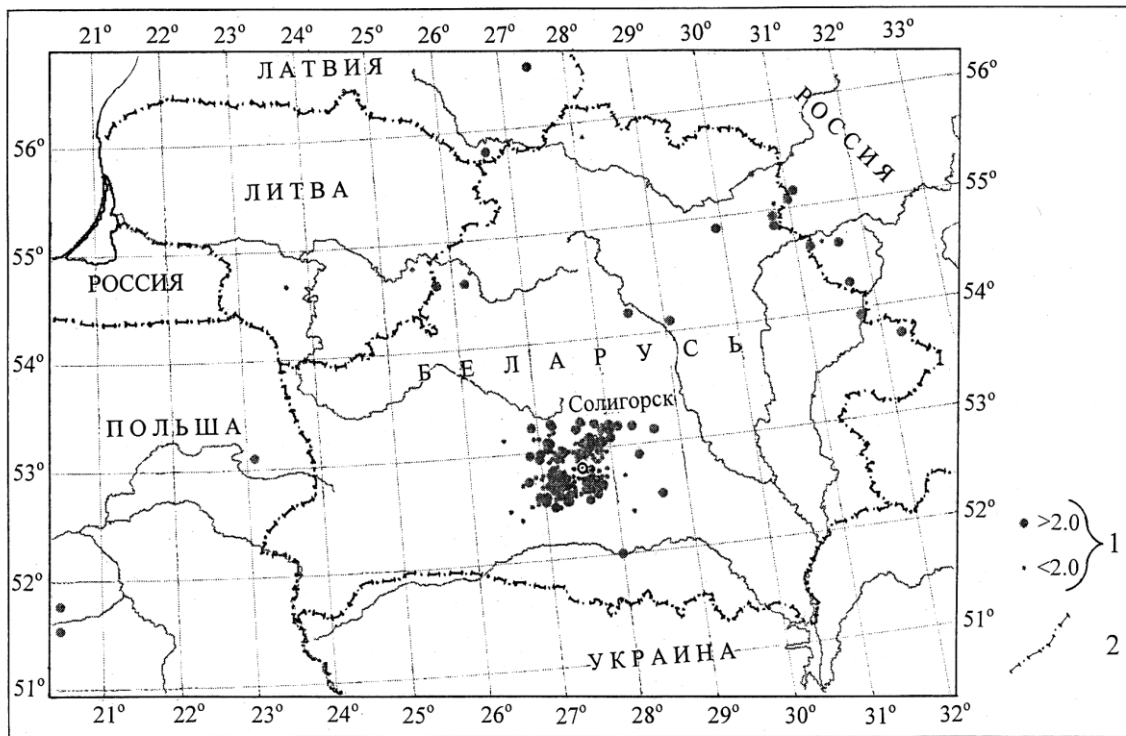 21° 22° 23° 24° 25° 26° 27° 28° 29° 30° 31° 32° 33°
ЛАТВИЯ
56°
РОССИЯ
56°
ЛИТВА
55°
55°
РОССИЯ
54°
54°
БЕЛАРУСЬ
53°
Солигорск
ПОЛЬША
53°
52°
>2.0
1
<2.0
52°
51°
2
УКРАИНА
51°
21° 22° 23° 24° 25° 26° 27° 28° 29° 30° 31° 32°